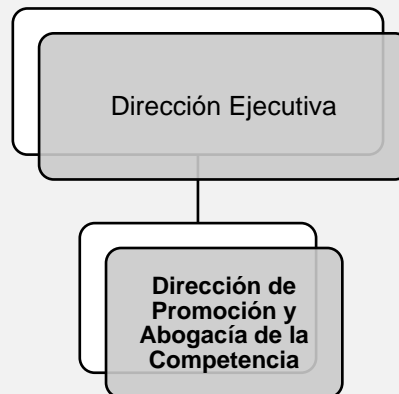 Dirección Ejecutiva
Dirección de
Promoción y
Abogacía de la
Competencia